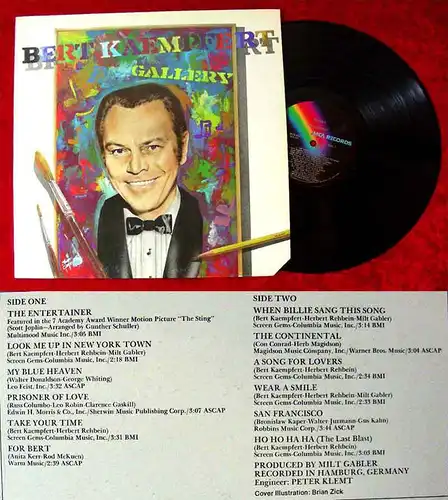 BERT KAEMPFERT
GALLERY
MCA RECORDS
SIDE ONE
THE ENTERTAINER
Featured in the 7 Academy Award Winner Motion Picture "The Sting"
(Scott Joplin—Arranged by Gunther Schuller)
Multimood Music Inc./3:05 BMI
LOOK ME UP IN NEW YORK TOWN
(Bert Kaempfert-Herbert Rehbein-Milt Gabler)
Screen Gems-Columbia Music, Inc./2:18 BMI
MY BLUE HEAVEN
(Walter Donaldson-George Whiting)
Leo Feist, Inc./3:32 ASCAP
PRISONER OF LOVE
(Russ Columbo-Leo Robin Clarence Gaskill)
Edwin H. Morris & Co., Inc./Sherwin Music Publishing Corp./3:07 ASCAP
TAKE YOUR TIME
(Bert Kaempfert-Herbert Rehbein)
Screen Gems-Columbia Music, Inc./3:31 BMI
FOR BERT
(Anita Kerr-Rod McKuen)
Warm Music/2:39 ASCAP
SIDE TWO
WHEN BILLIE SANG THIS SONG
(Bert Kaempfert-Herbert Rehbein-Milt Gabler)
Screen Gems-Columbia Music, Inc./3:14 BMI
THE CONTINENTAL
(Con Conrad-Herb Magidson)
Magidson Music Company, Inc./Warner Bros. Music/3:04 ASCAP
A SONG FOR LOVERS
(Bert Kaempfert-Herbert Rehbein)
Screen Gems-Columbia Music, Inc./2:34 BMI
WEAR A SMILE
(Bert Kaempfert-Herbert Rehbein-Milt Gabler)
Screen Gems-Columbia Music, Inc./2:33 BMI
SAN FRANCISCO
(Bronislaw Kaper-Walter Jurmann-Gus Kahn)
Robbins Music Corp./3:44 ASCAP
HO HO HA HA (The Last Blast)
(Bert Kaempfert-Herbert Rehbein)
Screen Gems-Columbia Music, Inc./3:03 BMI
PRODUCED BY MILT GABLER
RECORDED IN HAMBURG, GERMANY
Engineer: PETER KLEMT
Cover Illustration: Brian Zick